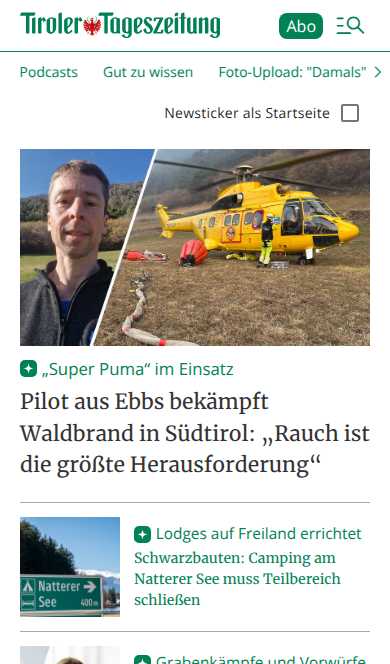 Tiroler Tageszeitung
Abo
Podcasts Gut zu wissen Foto-Upload: "Damals"
Newsticker als Startseite
„Super Puma“ im Einsatz
Pilot aus Ebbs bekämpft
Waldbrand in Südtirol: „Rauch ist
die größte Herausforderung“
Natterer
See 400m
Lodges auf Freiland errichtet
Schwarzbauten: Camping am
Natterer See muss Teilbereich
schließen
Grabenkämpfe und Vorwürfe